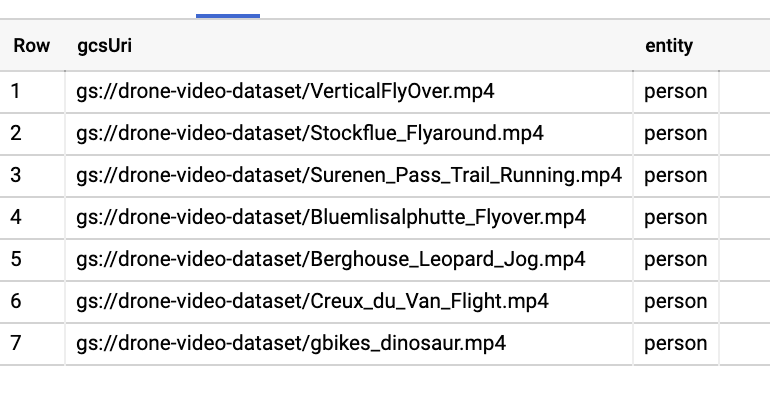 Row gcsUri entity
1 gs://drone-video-dataset/VerticalFlyOver.mp4 person
2 gs://drone-video-dataset/Stockflue_Flyaround.mp4 person
3 gs://drone-video-dataset/Surenen_Pass_Trail_Running.mp4 person
4 gs://drone-video-dataset/Bluemlisalphutte_Flyover.mp4 person
5 gs://drone-video-dataset/Berghouse_Leopard_Jog.mp4 person
6 gs://drone-video-dataset/Creux_du_Van_Flight.mp4 person
7 gs://drone-video-dataset/gbikes_dinosaur.mp4 person